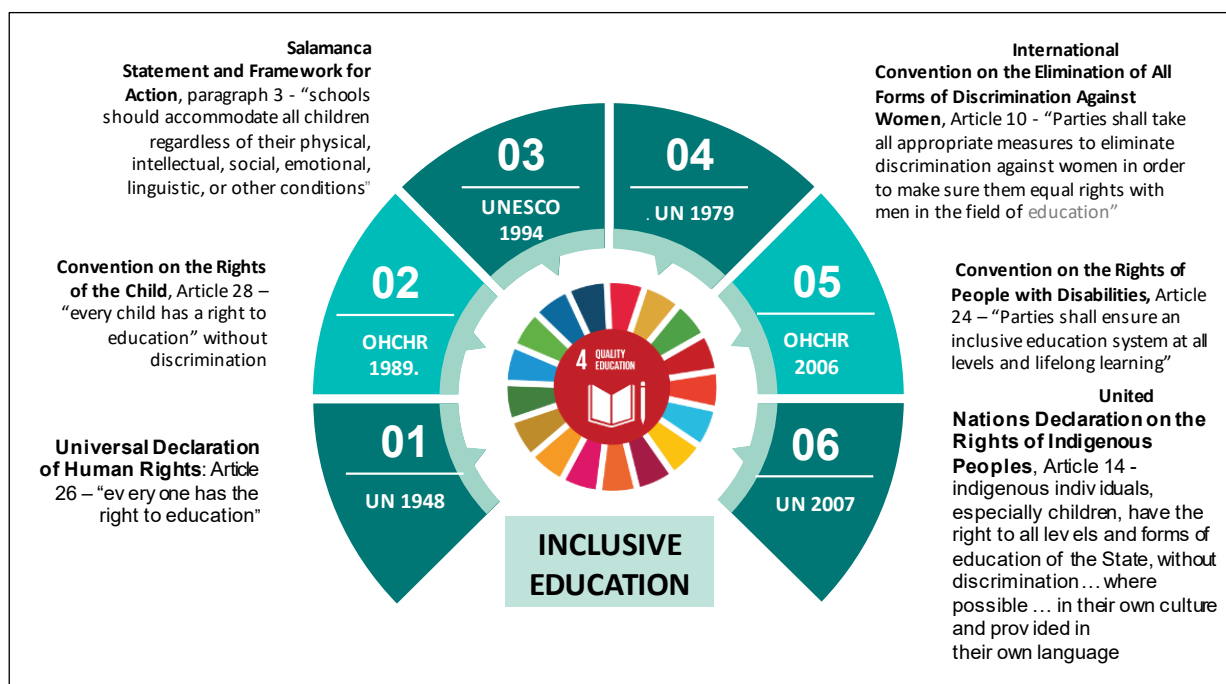 Salamanca
Statement and Framework for
Action, paragraph 3 - “schools
should accommodate all children
regardless of their physical,
intellectual, social, emotional,
linguistic, or other conditions”
Convention on the Rights
of the Child, Article 28 –
“every child has a right to
education” without
discrimination
Universal Declaration
of Human Rights: Article
26 – “everyone has the
right to education”
01
UN 1948
02
OHCHR
1989.
03
UNESCO
1994
04
. UN 1979
05
OHCHR
2006
06
UN 2007
4 QUALITY
EDUCATION
INCLUSIVE
EDUCATION
International
Convention on the Elimination of All
Forms of Discrimination Against
Women, Article 10 - “Parties shall take
all appropriate measures to eliminate
discrimination against women in order
to make sure them equal rights with
men in the field of education”
Convention on the Rights of
People with Disabilities, Article
24 – “Parties shall ensure an
inclusive education system at all
levels and lifelong learning”
United
Nations Declaration on the
Rights of Indigenous
Peoples, Article 14 -
indigenous individuals,
especially children, have the
right to all levels and forms of
education of the State, without
discrimination … where
possible … in their own culture
and provided in
their own language